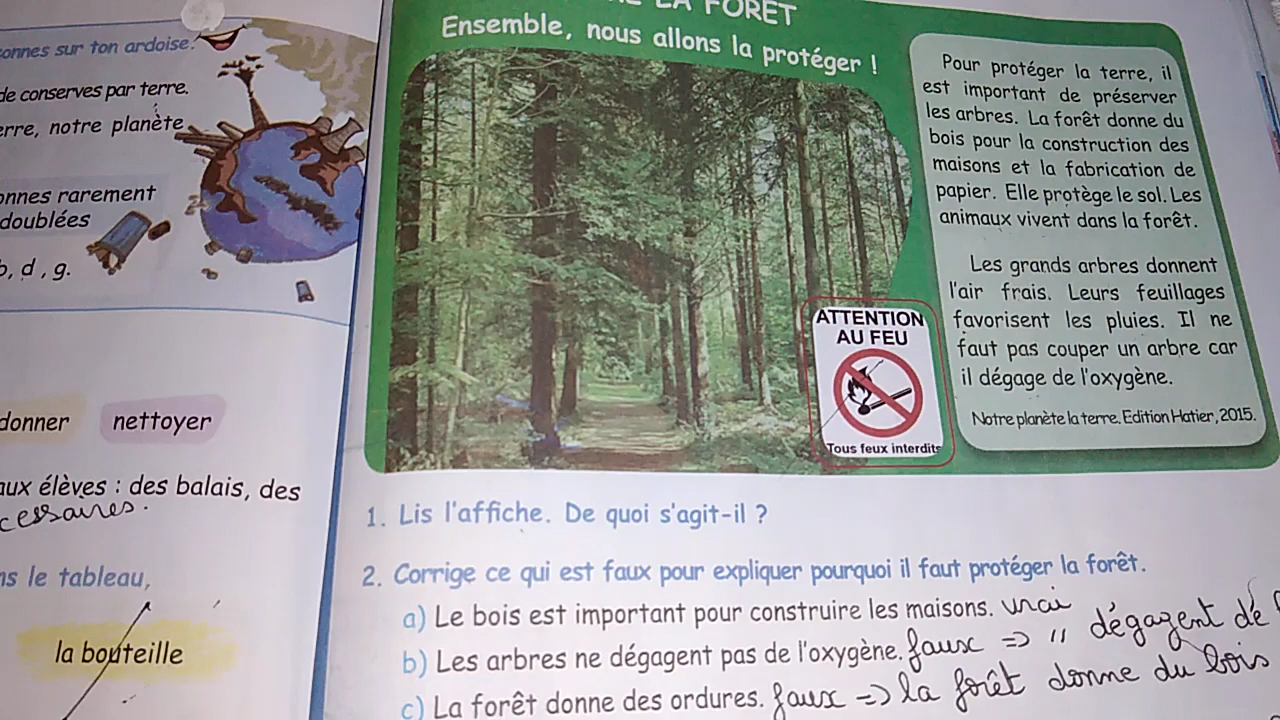 onnes sur ton ardoise.
de conserves par terre.
erre, notre planète
onnes rarement
doublées
b, d, g.
donner nettoyer
aux élèves : des balais, des
cessaires.
ns le tableau,
la bouteille
LA FORÊT
Ensemble, nous allons la protéger !
Pour protéger la terre, il
est important de préserver
les arbres. La forêt donne du
bois pour la construction des
maisons et la fabrication de
papier. Elle protège le sol. Les
animaux vivent dans la forêt.
Les grands arbres donnent
l'air frais. Leurs feuillages
favorisent les pluies. Il ne
faut pas couper un arbre car
il dégage de l'oxygène.
Notre planète la terre. Edition Hatier, 2015.
ATTENTION
AU FEU
Tous feux interdits
1. Lis l'affiche. De quoi s'agit-il ?
2. Corrige ce qui est faux pour expliquer pourquoi il faut protéger la forêt.
a) Le bois est important pour construire les maisons. vrai
b) Les arbres ne dégagent pas de l'oxygène. faux => " dégagent de
c) La forêt donne des ordures. faux => la forêt donne du bois